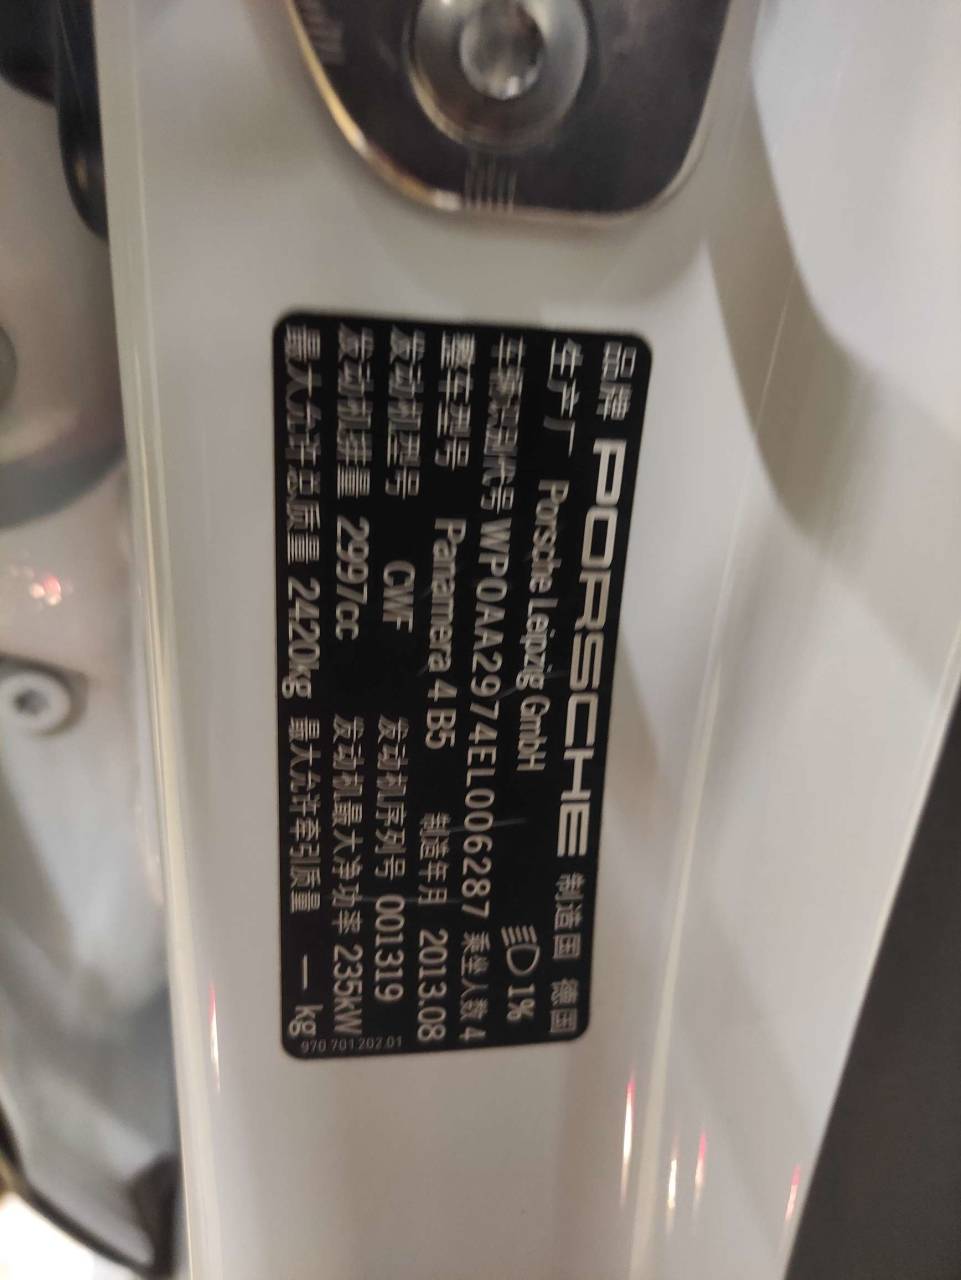 品牌 PORSCHE 制造国 德国
生产厂 Porsche Leipzig GmbH 1%
车辆识别代号 WP0AA2974EL006287 乘坐人数 4
整车型号 Panamera 4 B5 制造年月 2013.08
发动机型号 CWF 发动机序列号 001319
发动机排量 2997cc 发动机最大净功率 235kW
最大允许总质量 2420kg 最大允许牵引质量 — kg
970.701.202.01